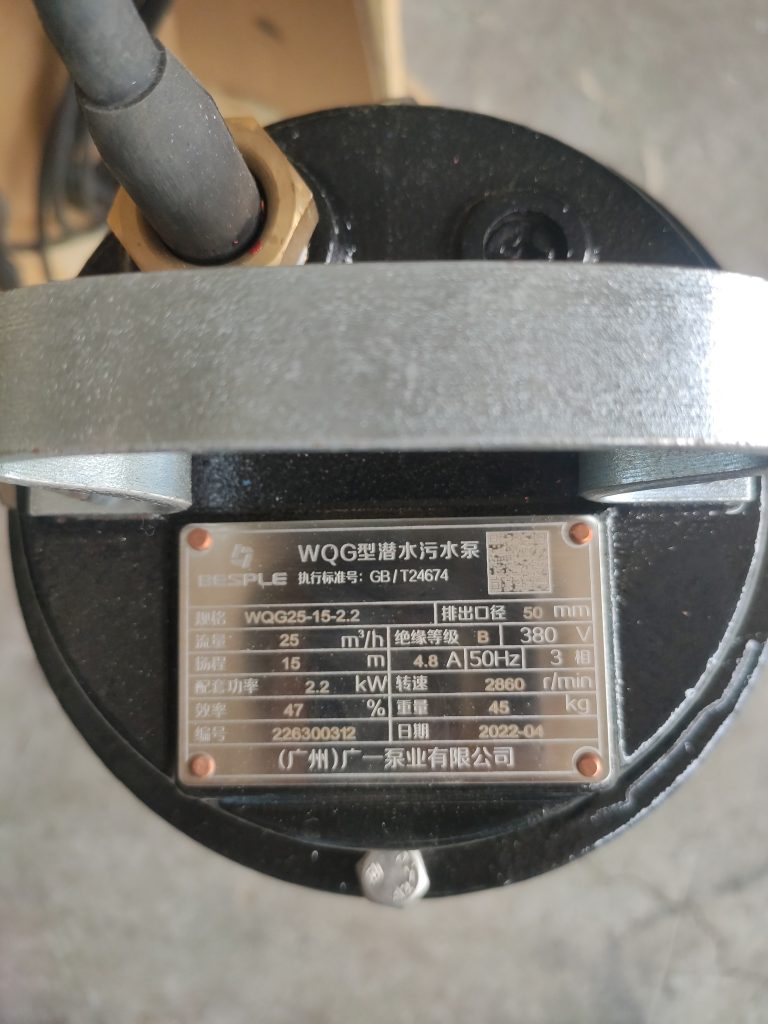 WQG型潜水污水泵
BESPLE 执行标准号：GB/T24674
规格 WQG25-15-2.2 排出口径 50 mm
流量 25 m³/h 绝缘等级 B 380 V
扬程 15 m 4.8 A 50Hz 3 相
配套功率 2.2 kW 转速 2860 r/min
效率 47 % 重量 45 kg
编号 226300312 日期 2022-04
(广州)广一泵业有限公司